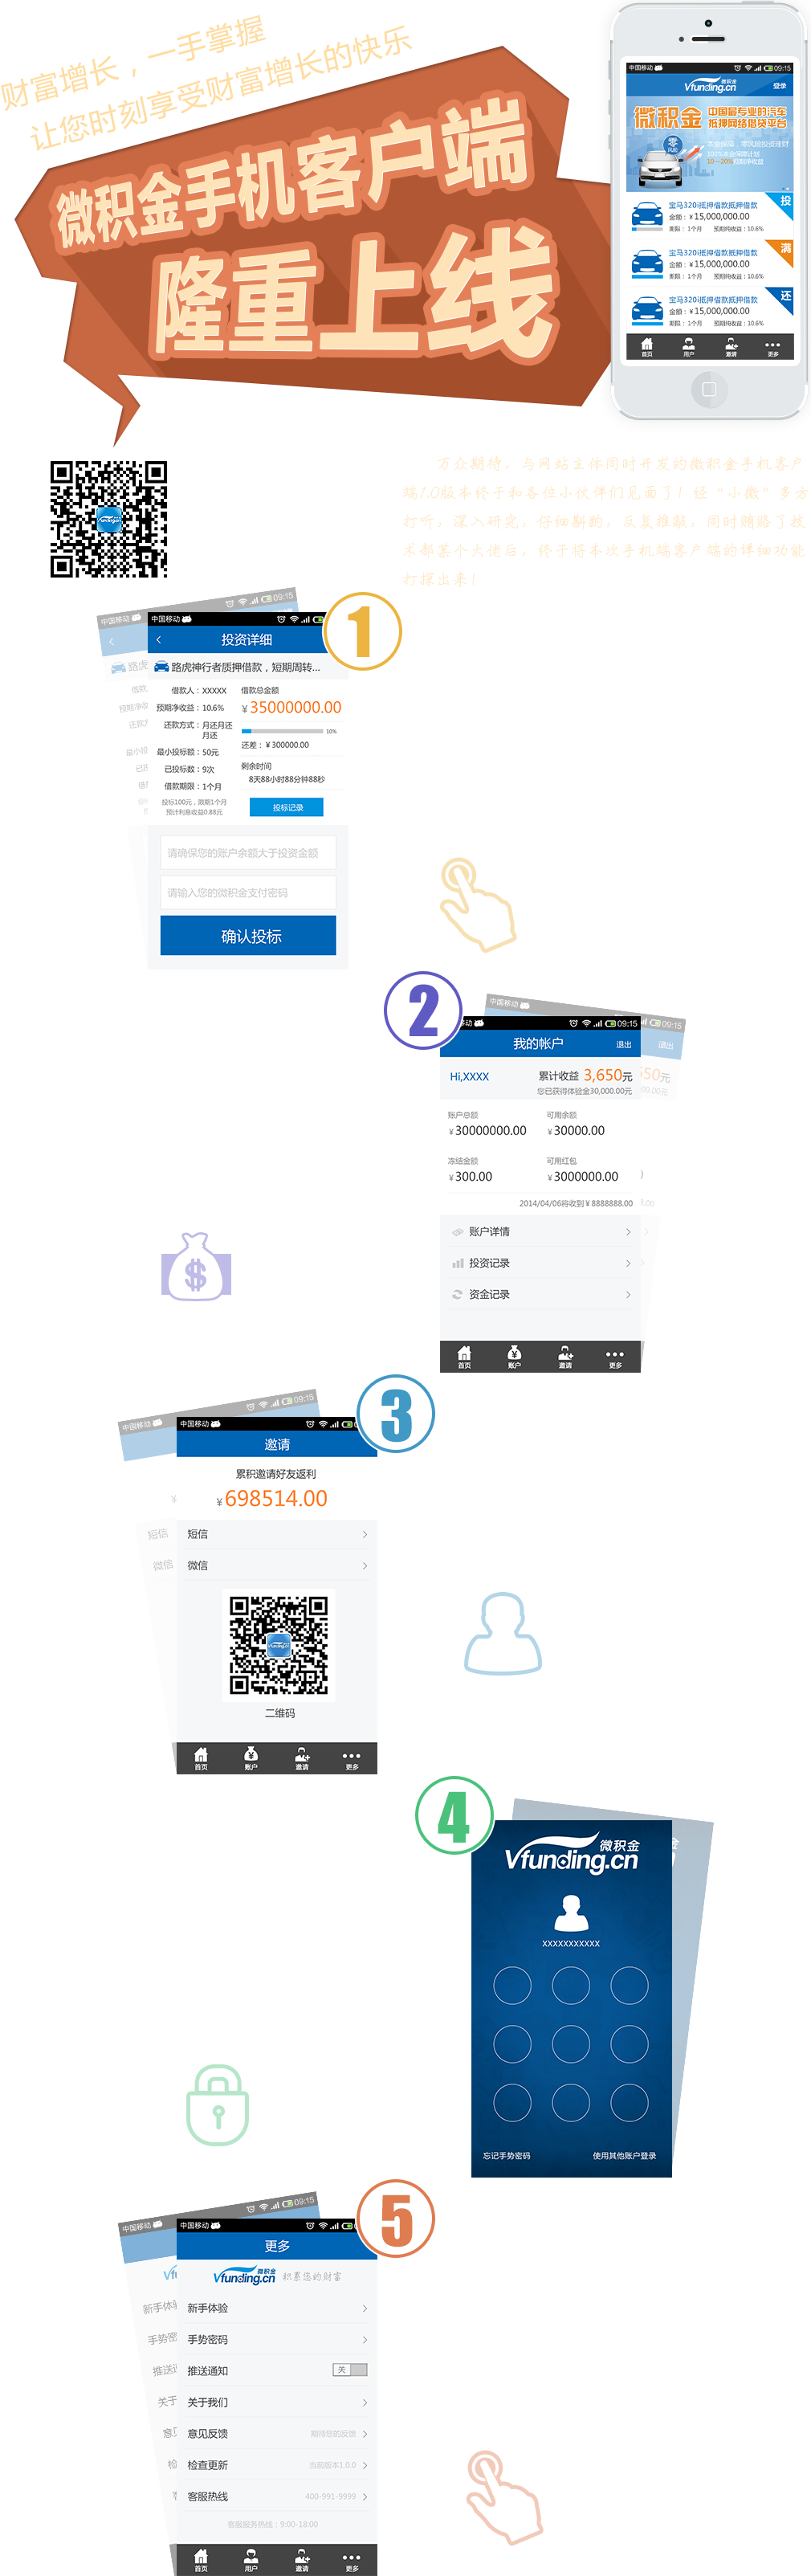 财富增长，一手掌握
让您时刻享受财富增长的快乐
微积金手机客户端
隆重上线
中国移动 09:15
微积金
Vfunding.cn 登录
微积金 中国最专业的汽车
抵押网络借贷平台
宝马320i抵押借款抵押借款 投
金额：￥15,000,000.00
期限：1个月 预期纯收益：10.6%
宝马320i抵押借款抵押借款 满
金额：￥15,000,000.00
期限：1个月 预期纯收益：10.6%
宝马320i抵押借款抵押借款 还
金额：￥15,000,000.00
期限：1个月 预期纯收益：10.6%
首页 用户 邀请 更多
万众期待，与网站主体同时开发的微积金手机客户
端1.0版本终于和各位小伙伴们见面了！经“小微”多方
打听，深入研究，仔细斟酌，反复推敲，同时贿赂了技
术部某个大佬后，终于将本次手机端客户端的详细功能
打探出来！
1
中国移动 09:15
中国移动
投资详细
路虎神行者质押借款，短期周转...
借款人：XXXXX
预期净收益：10.6%
还款方式：月还月还
月还
最小投标额：50元
已投标数：9次
借款期限：1个月
投标100元，跟期1个月
预计利息收益0.88元
借款总金额
￥35000000.00
10%
还差：￥300000.00
剩余时间
8天88小时88分钟88秒
投标记录
请确保您的账户余额大于投资金额
请输入您的微积金支付密码
确认投标
2
中国移动
09:15 09:15
我的帐户 退出 退出
Hi,XXXX 累计收益 3,650元
您已获得体验金30,000.00元
账户总额 可用余额
￥30000000.00 ￥30000.00
冻结金额 可用红包
￥300.00 ￥3000000.00
2014/04/06将收到￥8888888.00
账户详情
投资记录
资金记录
首页 账户 邀请 更多
3
中国移动 09:15
中国移动
邀请
累积邀请好友返利
￥698514.00
短信 短信
微信 微信
二维码
首页 账户 邀请 更多
4
微积金
Vfunding.cn
XXXXXXXXXXX
忘记手势密码 使用其他账户登录
5
中国移动 09:15
中国移动
更多
微积金
Vfunding.cn 积累您的财富
新手体验
手势密码
推送通知 关
关于我们
意见反馈 期待您的反馈
检查更新 当前版本1.0.0
客服热线 400-991-9999
客服服务热线：9:00-18:00
首页 用户 邀请 更多